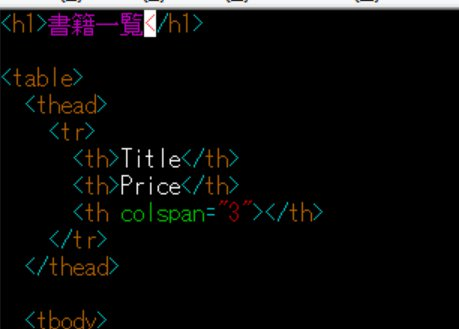 <h1>書籍一覧</h1>
<table>
<thead>
<tr>
<th>Title</th>
<th>Price</th>
<th colspan="3"></th>
</tr>
</thead>
<tbody>